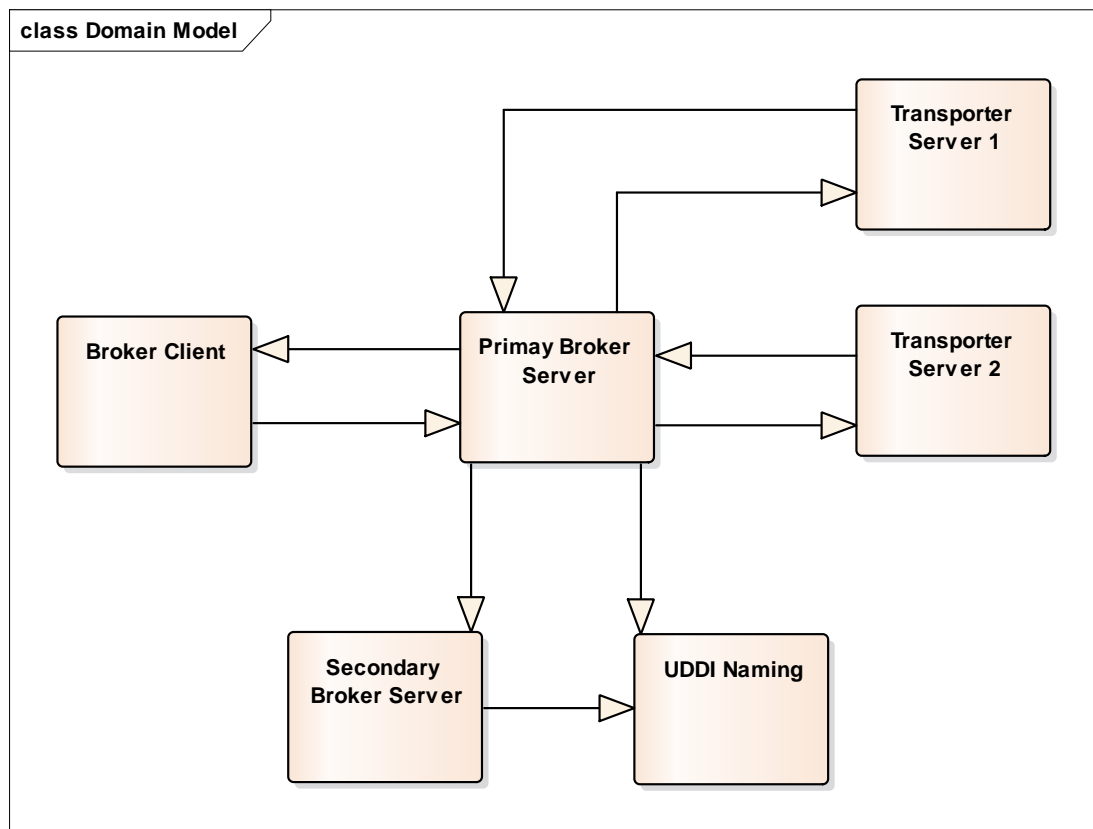 class Domain Model
Transporter
Server 1
Broker Client
Primay Broker
Server
Transporter
Server 2
Secondary
Broker Server
UDDI Naming